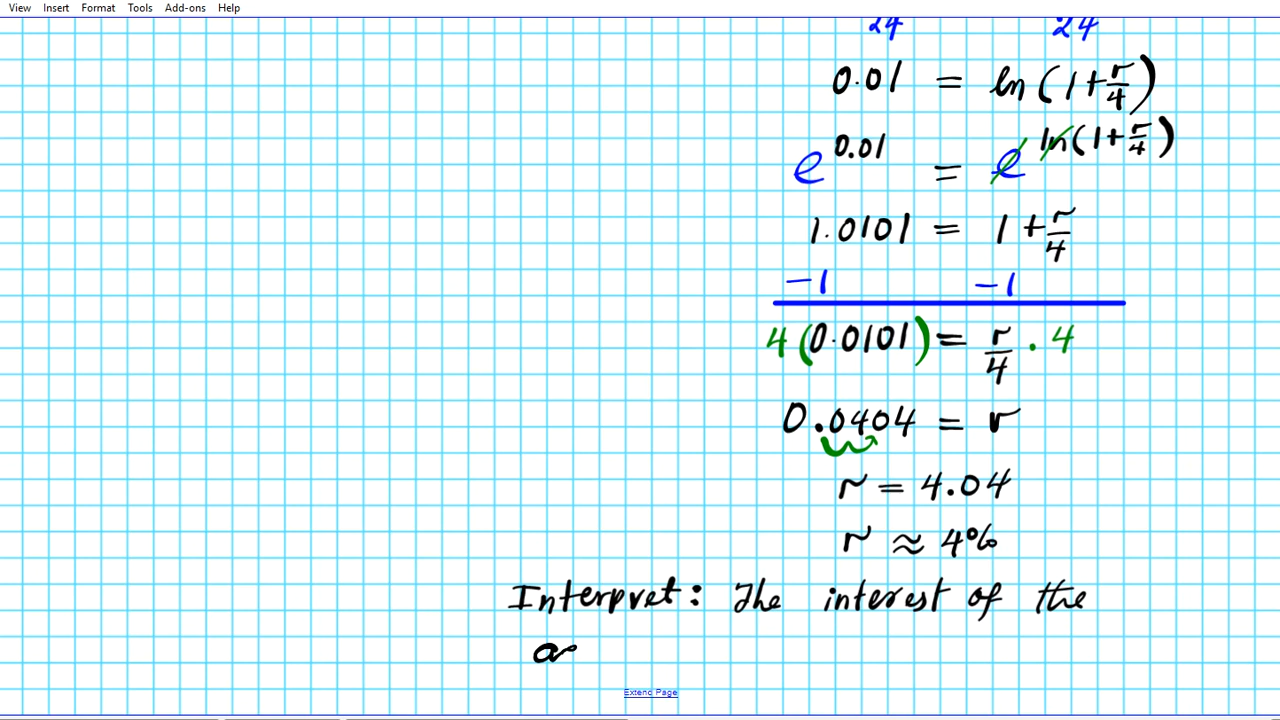 View Insert Format Tools Add-ons Help
24 24
0.01 = ln(1+r/4)
e^0.01 = e^ln(1+r/4)
1.0101 = 1+r/4
-1 -1
4(0.0101) = r/4 . 4
0.0404 = r
r = 4.04
r ≈ 4%
Interpret: The interest of the
a
Extend Page